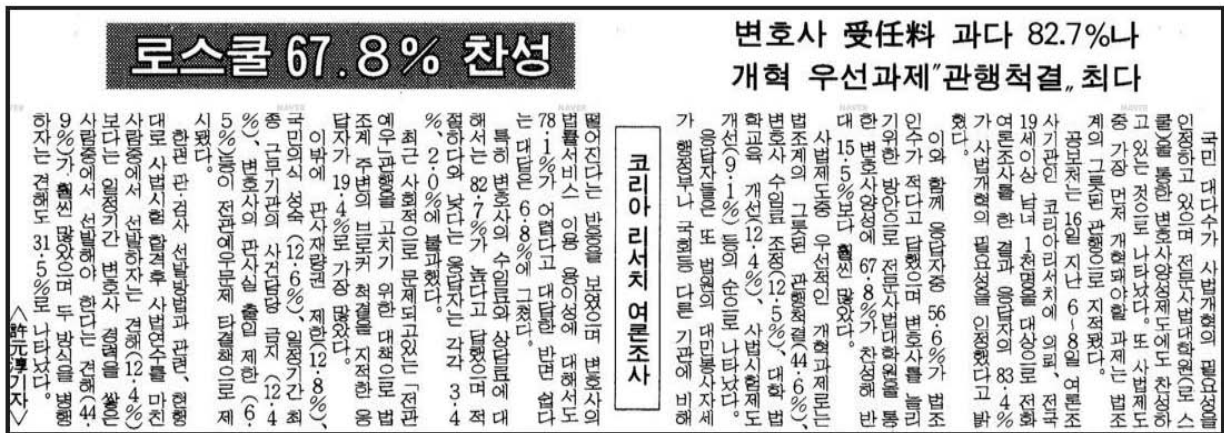 로스쿨 67.8% 찬성
변호사 受任料 과다 82.7%나
개혁 우선과제"관행척결„ 최다
국민 대다수가 사법개혁의 필요성을
인정하고 있으며 전문사법대학원(로스
쿨)을 통한 변호사양성제도에도 찬성하
고 있는 것으로 나타났다. 또 사법제도
중 가장 먼저 개혁돼야할 과제는 법조
계의 그릇된 관행으로 지적됐다.
공보처는 16일 지난 6~8일 여론조
사기관인 코리아리서치에 의뢰, 전국
19세이상 남녀 1천명을 대상으로 전화
여론조사를 한 결과 응답자의 83·4%
가 사법개혁의 필요성을 인정했다고 밝
혔다.
이와 함께 응답자중 56·6%가 법조
인수가 적다고 답했으며 변호사를 늘리
기위한 방안으로 전문사법대학원을 통
한 변호사양성에 67·8%가 찬성해 반
대 15·5%보다 훨씬 많았다.
사법제도중 우선적인 개혁과제로는
법조계의 그릇된 관행척결(44·6%),
변호사 수임료 조정(12·5%), 대학 법
학교육 개선(12·4%), 사법시험제도
개선(9·1%) 등의 순으로 나타났다.
응답자들은 또 법원의 대민봉사자세
가 행정부나 국회등 다른 기관에 비해
코리아 리서치 여론조사
떨어진다는 반응을 보였으며 변호사의
법률서비스 이용 용이성에 대해서도
78·1%가 어렵다고 대답한 반면 쉽다
는 대답은 6·8%에 그쳤다.
특히 변호사의 수임료와 상담료에 대
해서는 82·7%가 높다고 답했으며 적
절하다와 낮다는 응답자는 각각 3·4
%, 2·0%에 불과했다.
최근 사회적으로 문제되고있는 「전관
예우」관행을 고치기 위한 대책으로 법
조계 주변의 브로커 척결을 지적한 응
답자가 19·4%로 가장 많았다.
이밖에 판사재량권 제한(12·8%),
국민의식 성숙(12·6%), 일정기간 최
종 근무기관의 사건담당 금지(12·4
%), 변호사의 판사실 출입 제한(6·
5%)등이 전관예우문제 타결책으로 제
시됐다.
한편 판·검사 선발방법과 관련, 현행
대로 사법시험 합격후 사법연수를 마친
사람중에서 선발하자는 견해(12·4%)
보다는 일정기간 변호사 경력을 쌓은
사람중에서 선발해야 한다는 견해(44·
9%)가 훨씬 많았으며 두 방식을 병행
하자는 견해도 31·5%로 나타났다.
<許元淳기자>